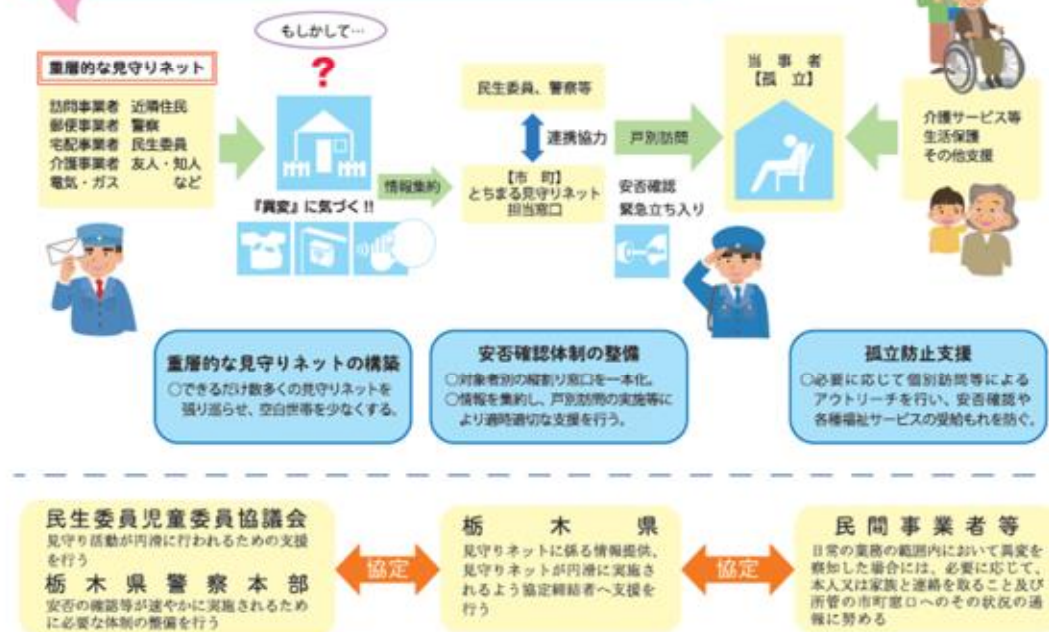 もしかして…
?
重層的な見守りネット
訪問事業者 近隣住民
郵便事業者 警察
宅配事業者 民生委員
介護事業者 友人・知人
電気・ガス など
『異変』に気づく!!
情報集約
民生委員、警察等
連携協力
【市 町】
とちまる見守りネット
担当窓口
戸別訪問
安否確認
緊急立ち入り
当 事 者
【孤 立】
介護サービス等
生活保護
その他支援
重層的な見守りネットの構築
○できるだけ数多くの見守りネットを
張り巡らせ、空白世帯を少なくする。
安否確認体制の整備
○対象者別の縦割り窓口を一本化。
○情報を集約し、戸別訪問の実施等に
より適時適切な支援を行う。
孤立防止支援
○必要に応じて個別訪問等による
アウトリーチを行い、安否確認や
各種福祉サービスの受給もれを防ぐ。
民生委員児童委員協議会
見守り活動が円滑に行われるための支援
を行う
栃木県警察本部
安否の確認等が速やかに実施されるため
に必要な体制の整備を行う
協定
栃 木 県
見守りネットに係る情報提供、
見守りネットが円滑に実施さ
れるよう協定締結者へ支援を
行う
協定
民間事業者等
日常の業務の範囲内において異変を
察知した場合には、必要に応じて、
本人又は家族と連絡を取ること及び
所管の市町窓口へのその状況の通
報に努める